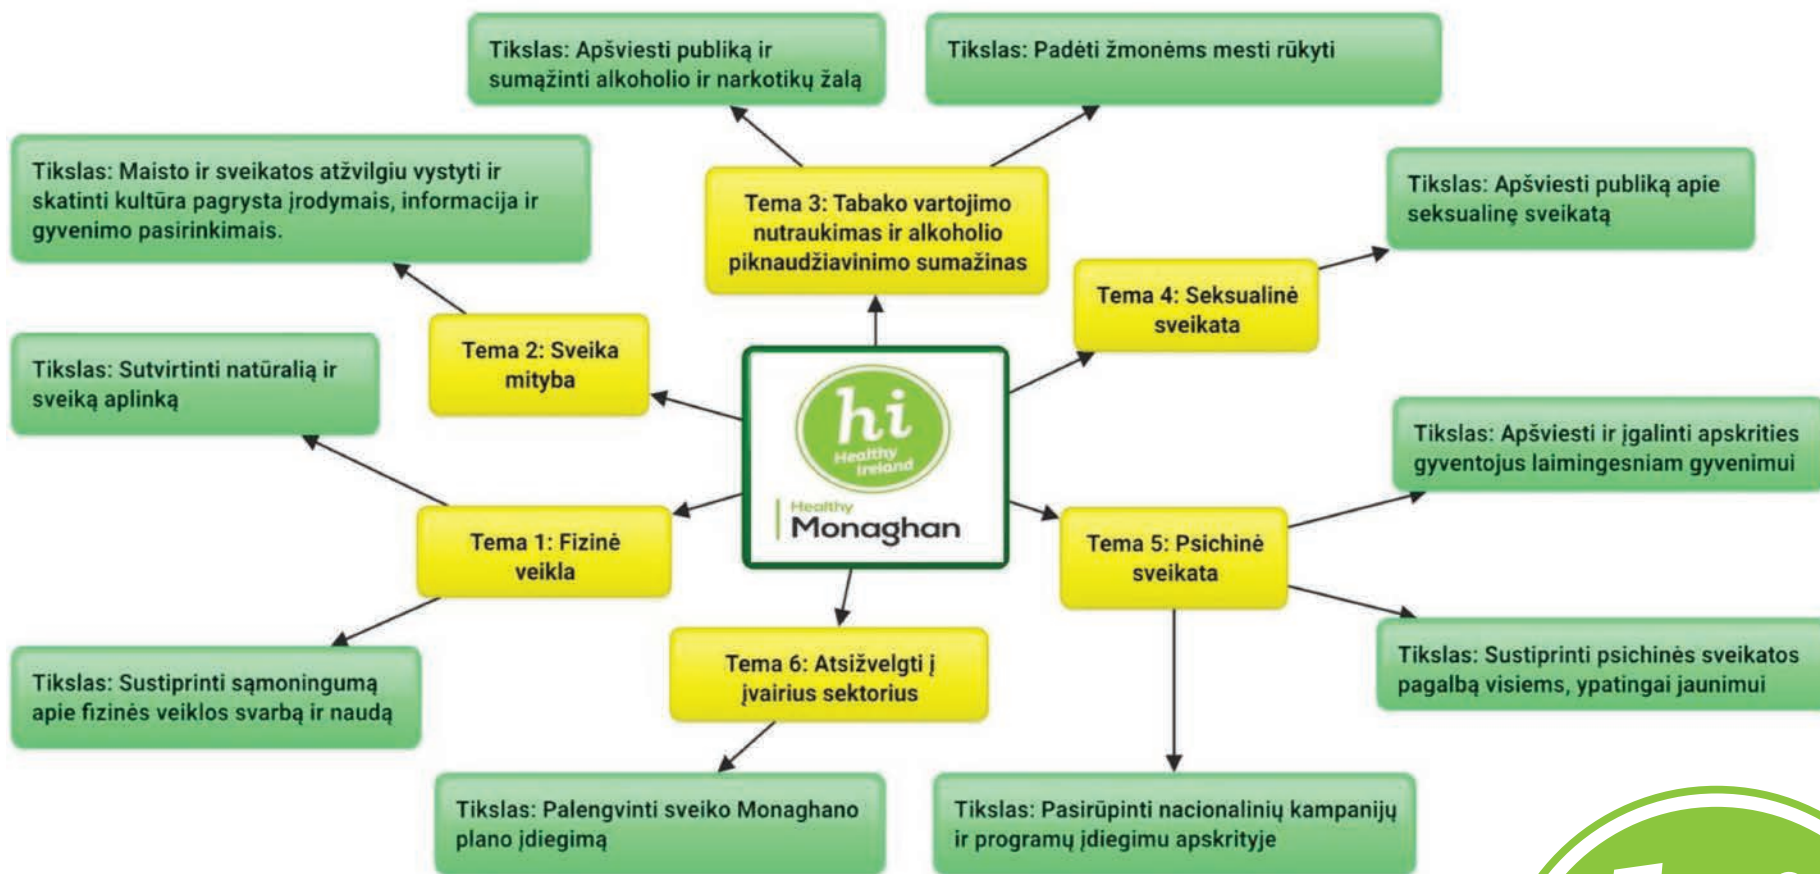 Tikslas: Apšviesti publiką ir
sumąžinti alkoholio ir narkotikų žalą
Tikslas: Padėti žmonėms mesti rūkyti
Tikslas: Maisto ir sveikatos atžvilgiu vystyti ir
skatinti kultūra pagrysta įrodymais, informacija ir
gyvenimo pasirinkimais.
Tema 3: Tabako vartojimo
nutraukimas ir alkoholio
piknaudžiavinimo sumažinas
Tikslas: Apšviesti publiką apie
seksualinę sveikatą
Tema 4: Seksualinė
sveikata
Tema 2: Sveika
mityba
Tikslas: Sutvirtinti natūralią ir
sveiką aplinką
hi
Healthy
Ireland
Healthy
Monaghan
Tikslas: Apšviesti ir įgalinti apskrities
gyventojus laimingesniam gyvenimui
Tema 1: Fizinė
veikla
Tema 5: Psichinė
sveikata
Tikslas: Sustiprinti sąmoningumą
apie fizinės veiklos svarbą ir naudą
Tema 6: Atsižvelgti į
įvairius sektorius
Tikslas: Sustiprinti psichinės sveikatos
pagalbą visiems, ypatingai jaunimui
Tikslas: Palengvinti sveiko Monaghano
plano įdiegimą
Tikslas: Pasirūpinti nacionalinių kampanijų
ir programų įdiegimu apskrityje